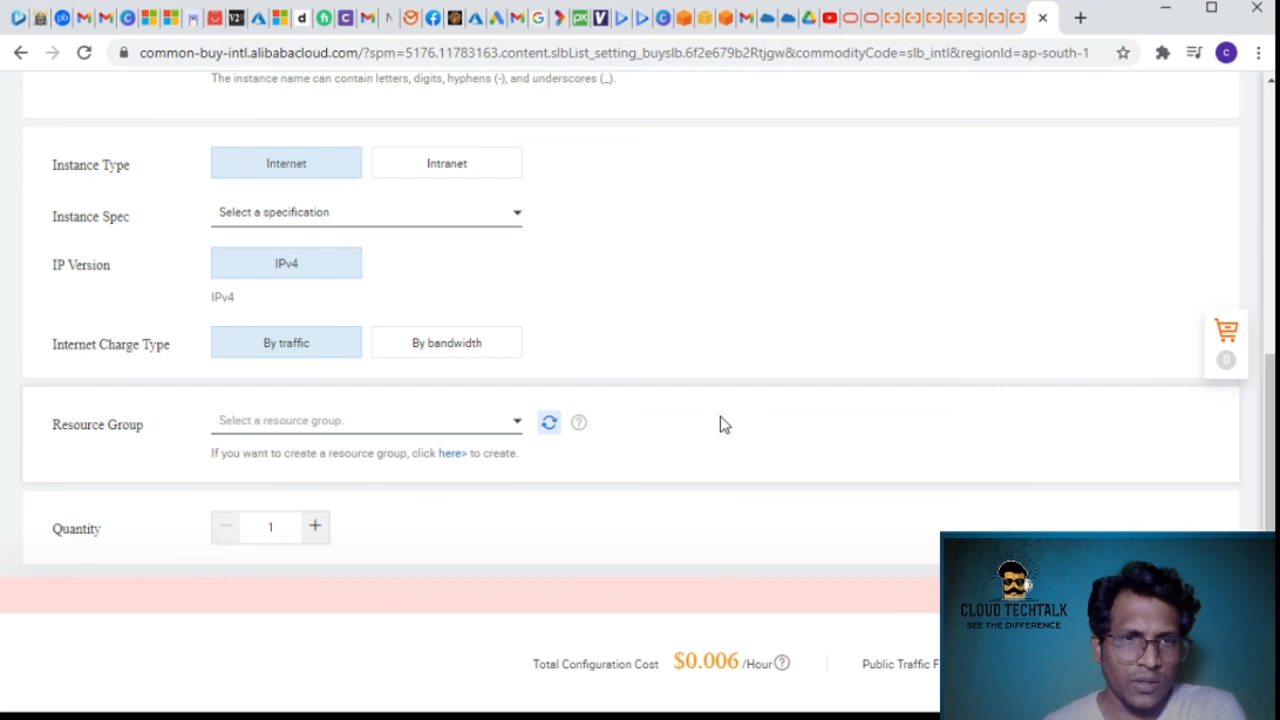 common-buy-intl.alibabacloud.com/?spm=5176.11783163.content.slbList_setting_buyslb.6f2e679b2Rtjgw&commodityCode=slb_intl&regionId=ap-south-1
C
The instance name can contain letters, digits, hyphens (-), and underscores (_).
Instance Type
Internet
Intranet
Instance Spec
Select a specification
IP Version
IPv4
IPv4
Internet Charge Type
By traffic
By bandwidth
0
Resource Group
Select a resource group.
If you want to create a resource group, click here> to create.
Quantity
1
CLOUD TECHTALK
SEE THE DIFFERENCE
Total Configuration Cost $0.006 /Hour
Public Traffic F